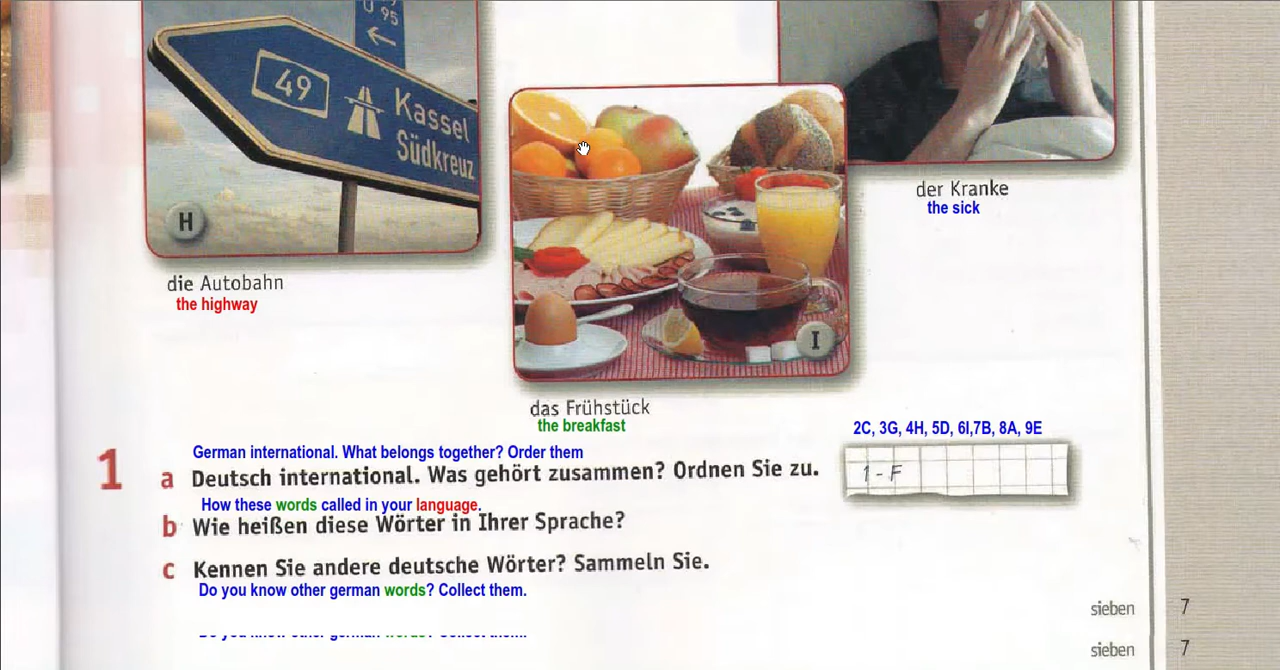 U 95
49
Kassel
Südkreuz
H
die Autobahn
the highway
I
das Frühstück
the breakfast
der Kranke
the sick
2C, 3G, 4H, 5D, 6I,7B, 8A, 9E
German international. What belongs together? Order them
1 a Deutsch international. Was gehört zusammen? Ordnen Sie zu.
1 - F
How these words called in your language.
b Wie heißen diese Wörter in Ihrer Sprache?
c Kennen Sie andere deutsche Wörter? Sammeln Sie.
Do you know other german words? Collect them.
sieben 7
sieben 7